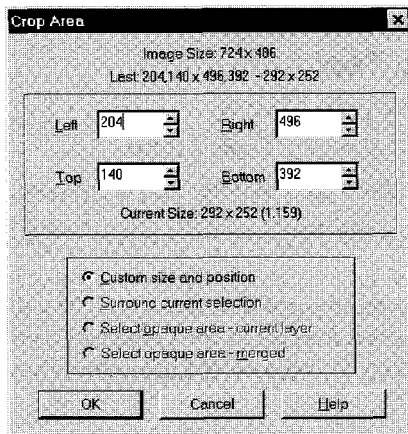 Crop Area
Image Size: 724 x 486
Last: 204,140 x 496,392 - 292 x 252
Left 204 Right 496
Top 140 Bottom 392
Current Size: 292 x 252 (1.159)
Custom size and position
Surround current selection
Select opaque area - current layer
Select opaque area - merged
OK Cancel Help